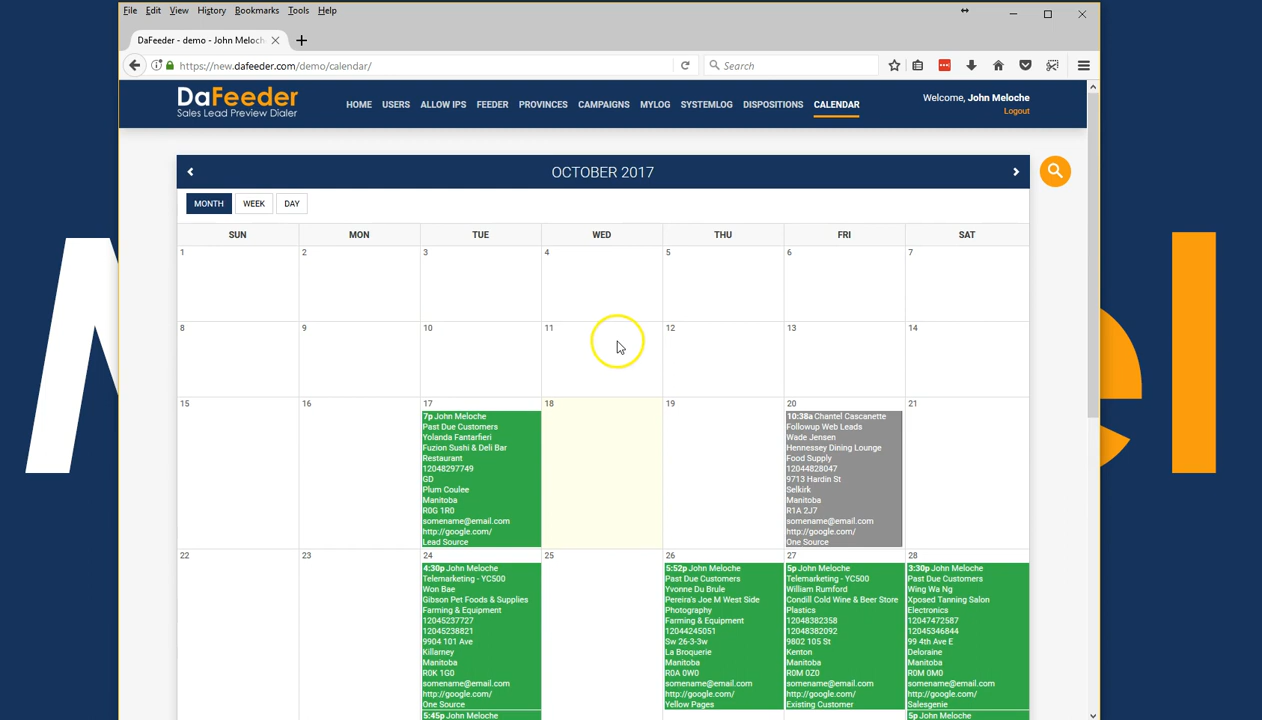 File Edit View History Bookmarks Tools Help
DaFeeder - demo - John Meloch
https://new.dafeeder.com/demo/calendar/
Search
DaFeeder
Sales Lead Preview Dialer
HOME USERS ALLOW IPS FEEDER PROVINCES CAMPAIGNS MYLOG SYSTEMLOG DISPOSITIONS CALENDAR
Welcome, John Meloche
Logout
OCTOBER 2017
MONTH WEEK DAY
SUN MON TUE WED THU FRI SAT
1 2 3 4 5 6 7
8 9 10 11 12 13 14
15 16 17 18 19 20 21
7p John Meloche
Past Due Customers
Yolanda Fantarfieri
Fuzion Sushi & Deli Bar
Restaurant
12048297749
GD
Plum Coulee
Manitoba
R0G 1R0
somename@email.com
http://google.com/
Lead Source
10:38a Chantel Cascanette
Followup Web Leads
Wade Jensen
Hennessey Dining Lounge
Food Supply
12044828047
9713 Hardin St
Selkirk
Manitoba
R1A 2J7
somename@email.com
http://google.com/
One Source
22 23 24 25 26 27 28
4:30p John Meloche
Telemarketing - YC500
Won Bae
Gibson Pet Foods & Supplies
Farming & Equipment
12045237727
12045238821
9904 101 Ave
Killarney
Manitoba
R0K 1G0
somename@email.com
http://google.com/
One Source
5:45p John Meloche
5:52p John Meloche
Past Due Customers
Yvonne Du Brule
Pereira's Joe M West Side
Photography
Farming & Equipment
12044245051
Sw 26-3-3w
La Broquerie
Manitoba
R0A 0W0
somename@email.com
http://google.com/
Yellow Pages
5p John Meloche
Telemarketing - YC500
William Rumford
Condill Cold Wine & Beer Store
Plastics
12048382358
12048382092
9802 105 St
Kenton
Manitoba
R0M 0Z0
somename@email.com
http://google.com/
Existing Customer
3:30p John Meloche
Past Due Customers
Wing Wa Ng
Xposed Tanning Salon
Electronics
12047472587
12045346844
99 4th Ave E
Deloraine
Manitoba
R0M 0M0
somename@email.com
http://google.com/
Salesgenie
5p John Meloche